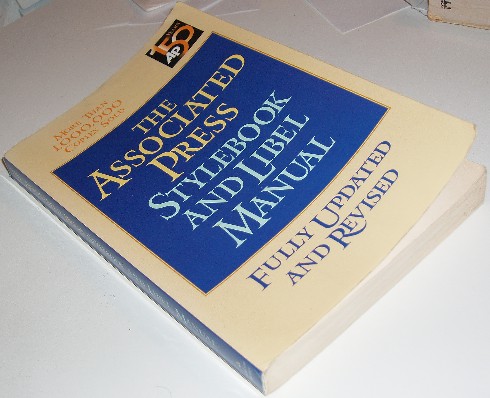 150
AP
MORE THAN
1,000,000
COPIES SOLD
THE
ASSOCIATED
PRESS
STYLEBOOK
AND LIBEL
MANUAL
FULLY UPDATED
AND REVISED